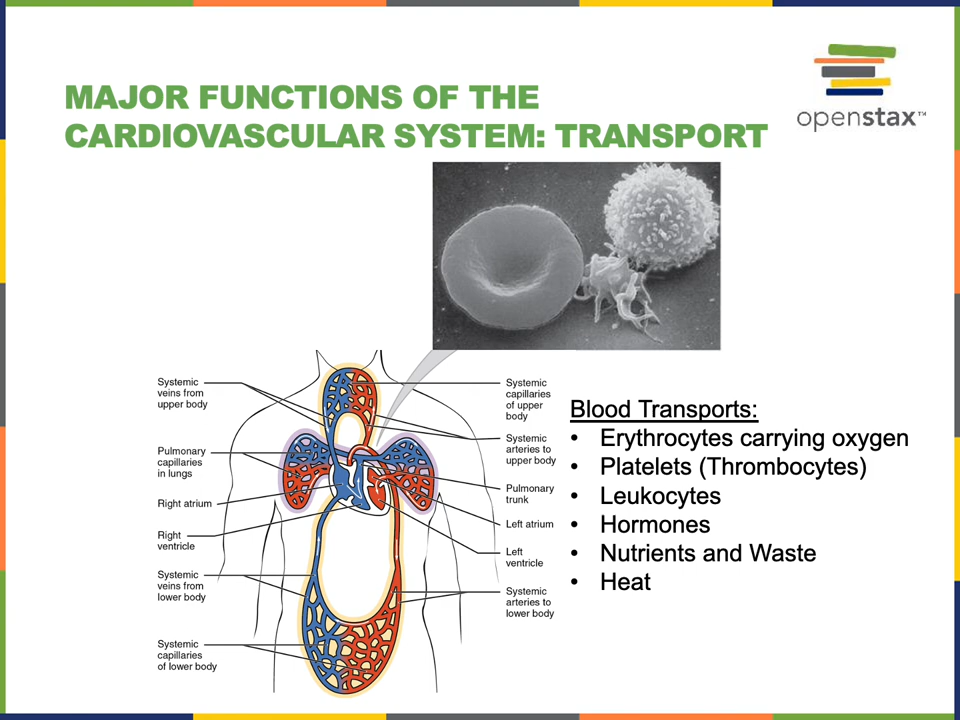 MAJOR FUNCTIONS OF THE
CARDIOVASCULAR SYSTEM: TRANSPORT
openstax™
Systemic
veins from
upper body
Pulmonary
capillaries
in lungs
Right atrium
Right
ventricle
Systemic
veins from
lower body
Systemic
capillaries
of lower body
Systemic
capillaries
of upper
body
Systemic
arteries to
upper body
Pulmonary
trunk
Left atrium
Left
ventricle
Systemic
arteries to
lower body
Blood Transports:
• Erythrocytes carrying oxygen
• Platelets (Thrombocytes)
• Leukocytes
• Hormones
• Nutrients and Waste
• Heat